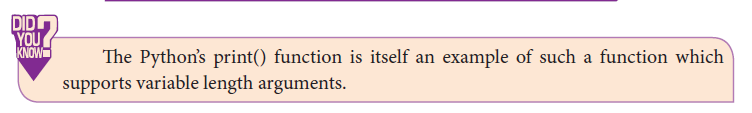 DID
YOU
KNOW?
The Python's print() function is itself an example of such a function which
supports variable length arguments.